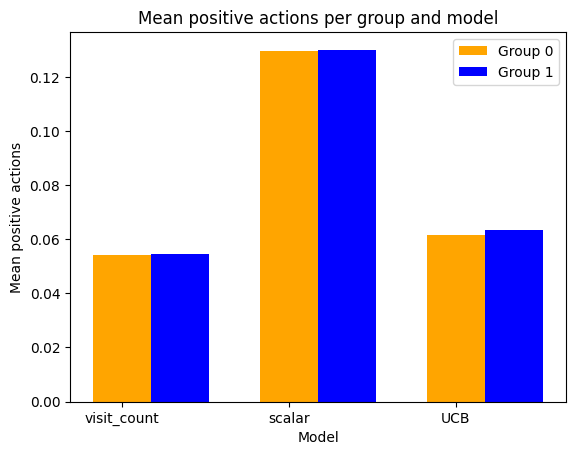 Mean positive actions per group and model
Group 0
Group 1
Mean positive actions
0.12
0.10
0.08
0.06
0.04
0.02
0.00
visit_count
scalar
UCB
Model